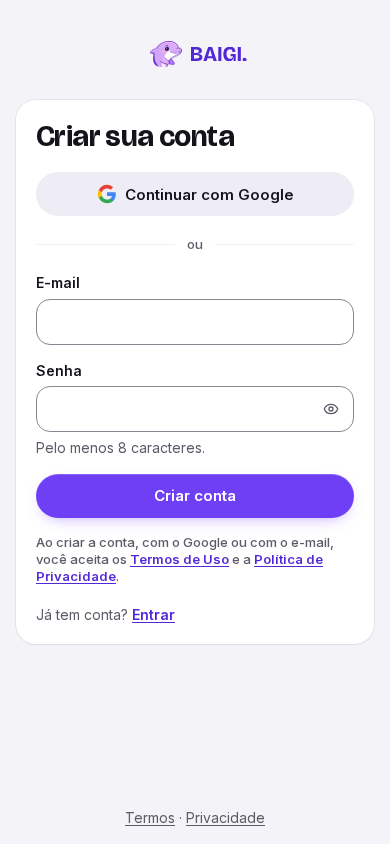 BAIGI.
Criar sua conta
Continuar com Google
ou
E-mail
Senha
Pelo menos 8 caracteres.
Criar conta
Ao criar a conta, com o Google ou com o e-mail,
você aceita os Termos de Uso e a Política de
Privacidade.
Já tem conta? Entrar
Termos · Privacidade